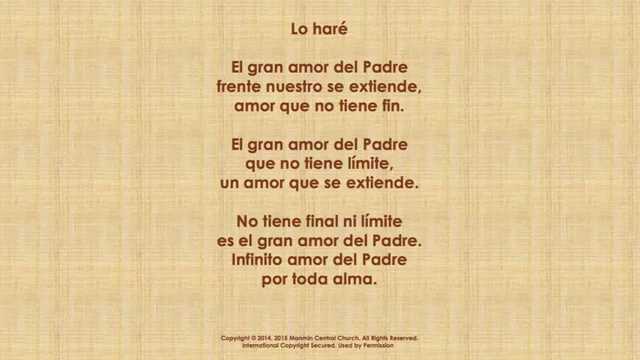 Lo haré
El gran amor del Padre
frente nuestro se extiende,
amor que no tiene fin.
El gran amor del Padre
que no tiene límite,
un amor que se extiende.
No tiene final ni límite
es el gran amor del Padre.
Infinito amor del Padre
por toda alma.
Copyright © 2014, 2015 Manmin Central Church. All Rights Reserved.
International Copyright Secured. Used by Permission